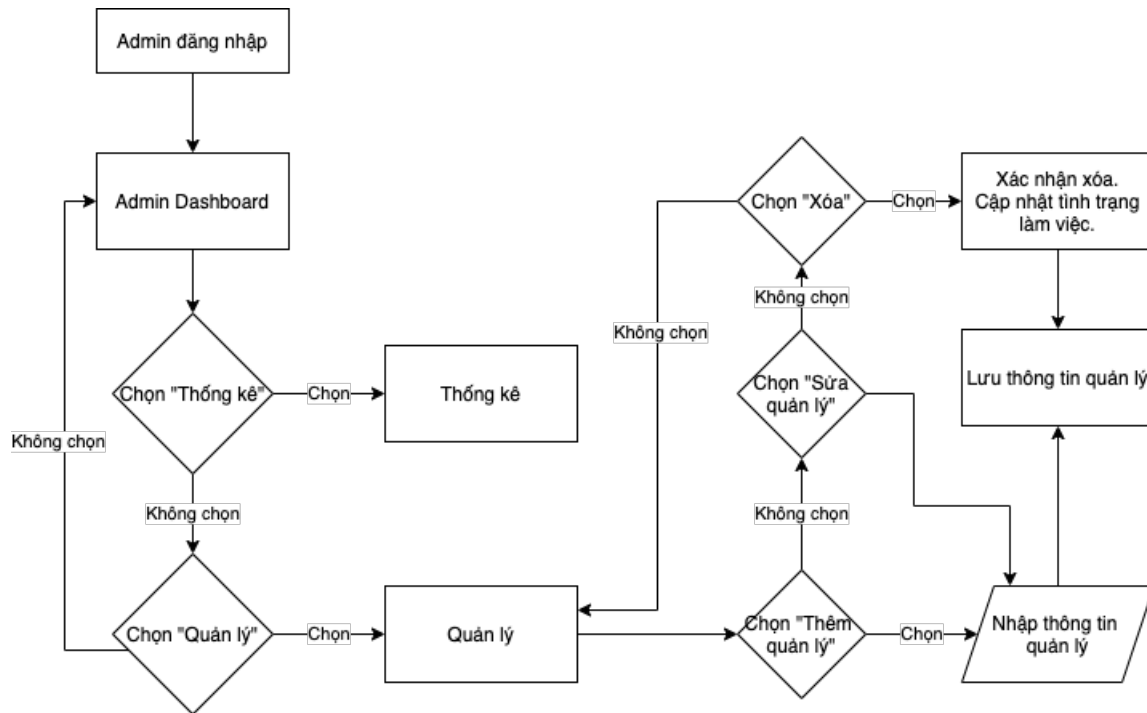 Admin đăng nhập
Admin Dashboard
Chọn "Thống kê"
Chọn
Thống kê
Không chọn
Không chọn
Chọn "Quản lý"
Chọn
Quản lý
Chọn "Xóa"
Chọn
Xác nhận xóa.
Cập nhật tình trạng
làm việc.
Không chọn
Không chọn
Chọn "Sửa
quản lý"
Lưu thông tin quản lý
Không chọn
Chọn "Thêm
quản lý"
Chọn
Nhập thông tin
quản lý